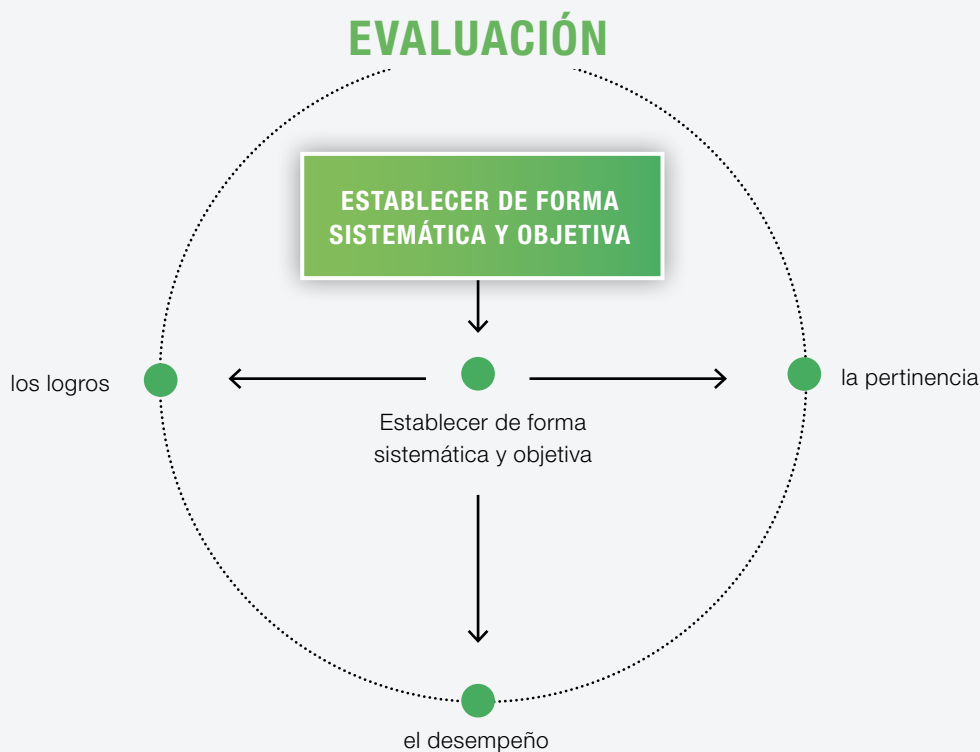 EVALUACIÓN
ESTABLECER DE FORMA
SISTEMÁTICA Y OBJETIVA
los logros
la pertinencia
Establecer de forma
sistemática y objetiva
el desempeño